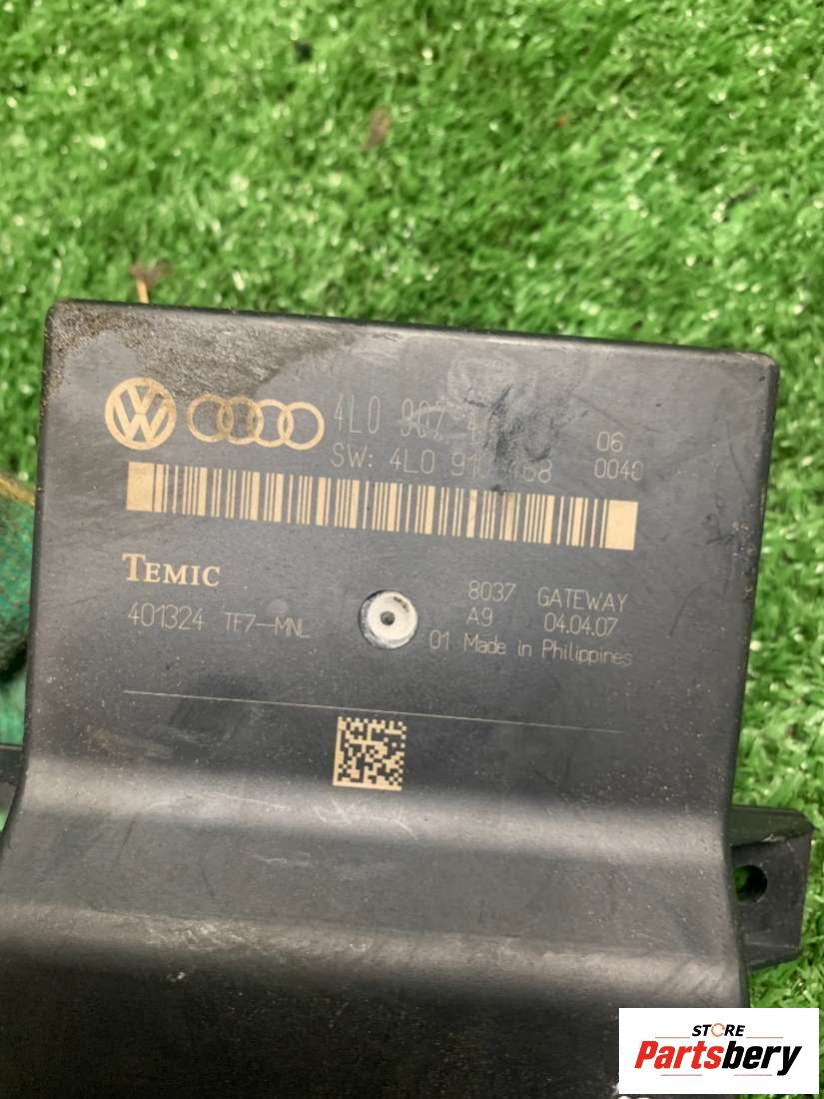 4L0 907
06
SW: 4L0 910 468
0040
TEMIC
8037 GATEWAY
401324 TF7-MNL
A9 04.04.07
01 Made in Philippines
STORE
Partsbery